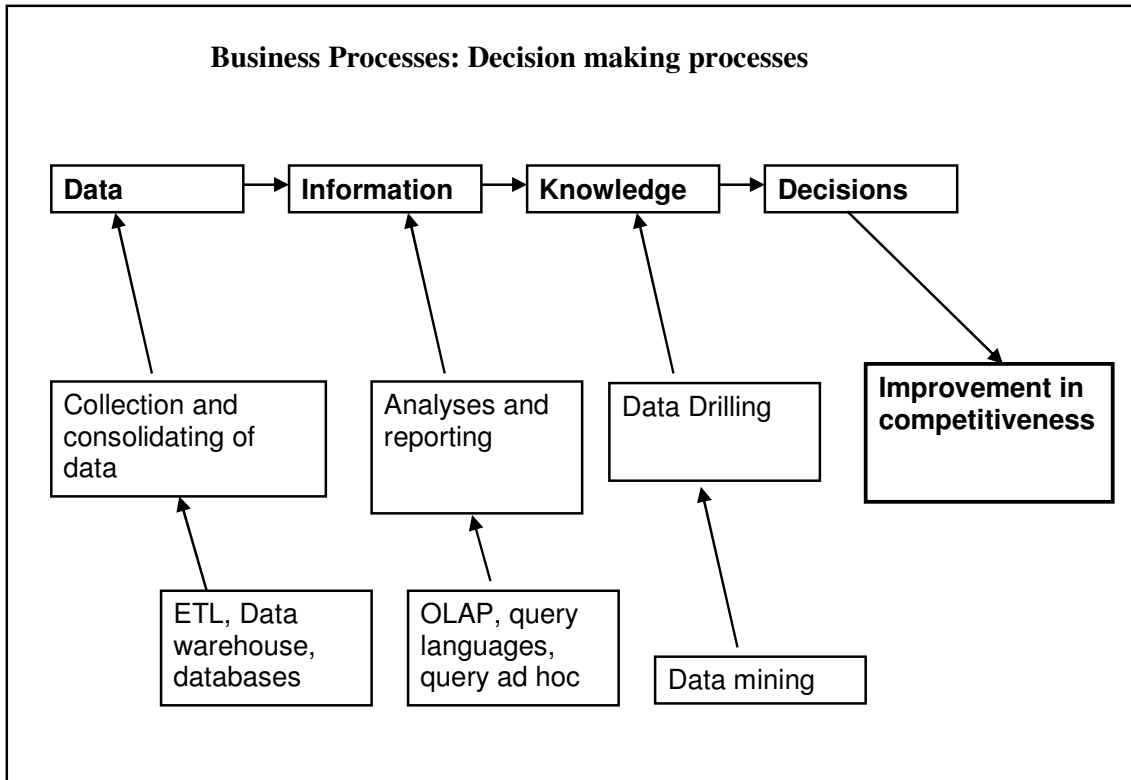 Business Processes: Decision making processes
Data
Information
Knowledge
Decisions
Collection and
consolidating of
data
Analyses and
reporting
Data Drilling
Improvement in
competitiveness
ETL, Data
warehouse,
databases
OLAP, query
languages,
query ad hoc
Data mining